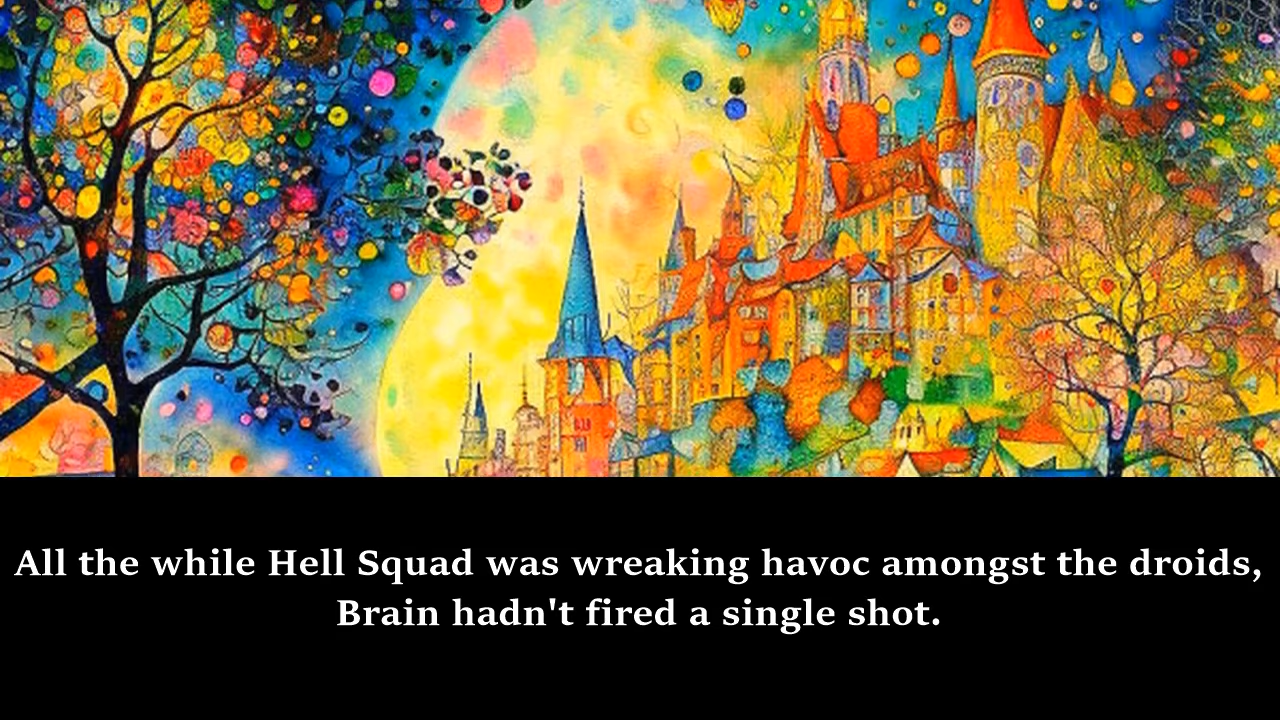 All the while Hell Squad was wreaking havoc amongst the droids,
Brain hadn't fired a single shot.